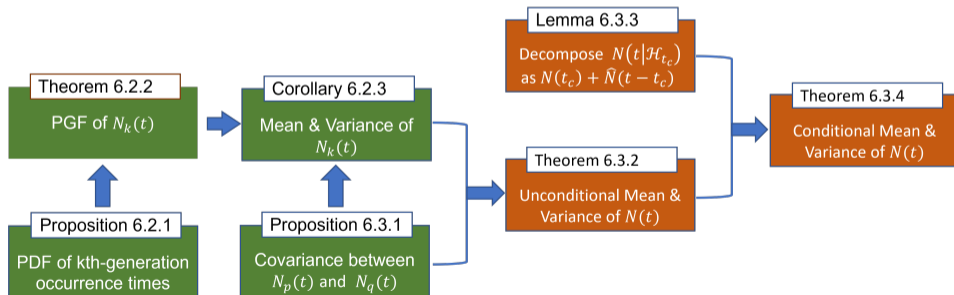 Theorem 6.2.2
PGF of N_k(t)
Proposition 6.2.1
PDF of kth-generation
occurrence times
Corollary 6.2.3
Mean & Variance of
N_k(t)
Proposition 6.3.1
Covariance between
N_p(t) and N_q(t)
Lemma 6.3.3
Decompose N(t|ℋ_{t_c})
as N(t_c) + N̂(t − t_c)
Theorem 6.3.2
Unconditional Mean &
Variance of N(t)
Theorem 6.3.4
Conditional Mean &
Variance of N(t)